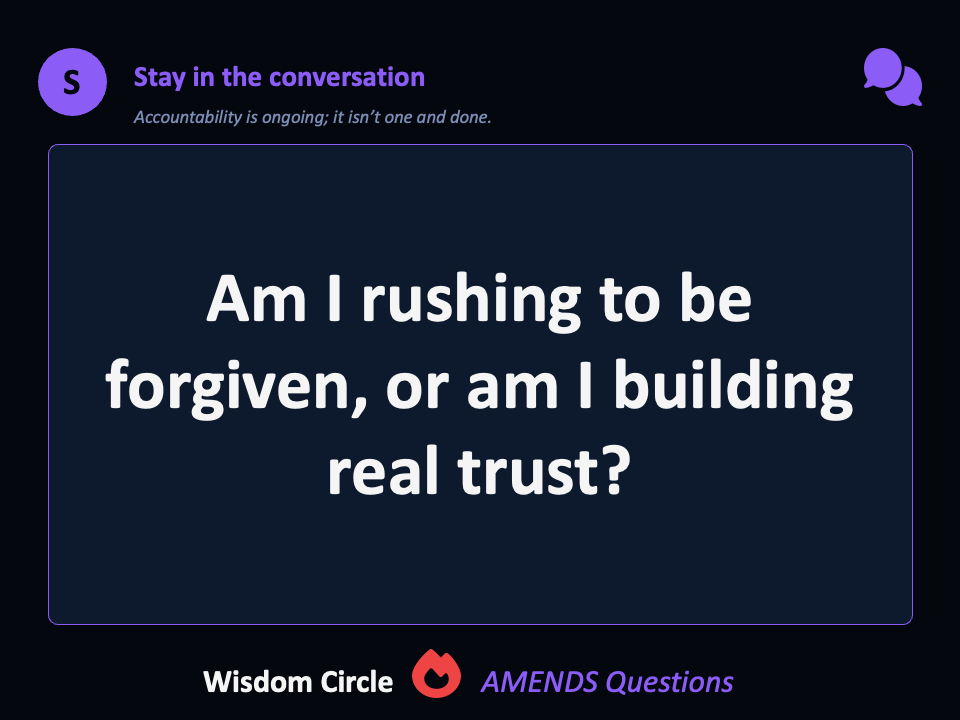 S
Stay in the conversation
Accountability is ongoing; it isn’t one and done.
Am I rushing to be
forgiven, or am I building
real trust?
Wisdom Circle AMENDS Questions